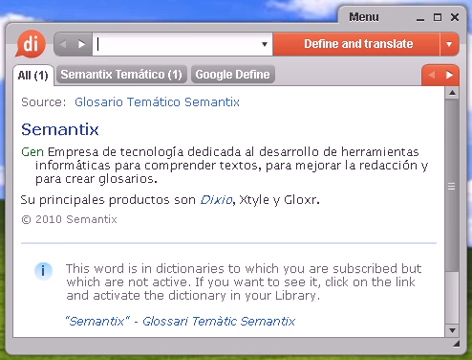 Menu
di
Define and translate
All (1)
Semantix Temático (1)
Google Define
Source: Glosario Temático Semantix
Semantix
Gen Empresa de tecnología dedicada al desarrollo de herramientas
informáticas para comprender textos, para mejorar la redacción y
para crear glosarios.
Su principales productos son Dixio, Xtyle y Gloxr.
© 2010 Semantix
i
This word is in dictionaries to which you are subscribed but
which are not active. If you want to see it, click on the link
and activate the dictionary in your Library.
"Semantix" - Glossari Temàtic Semantix